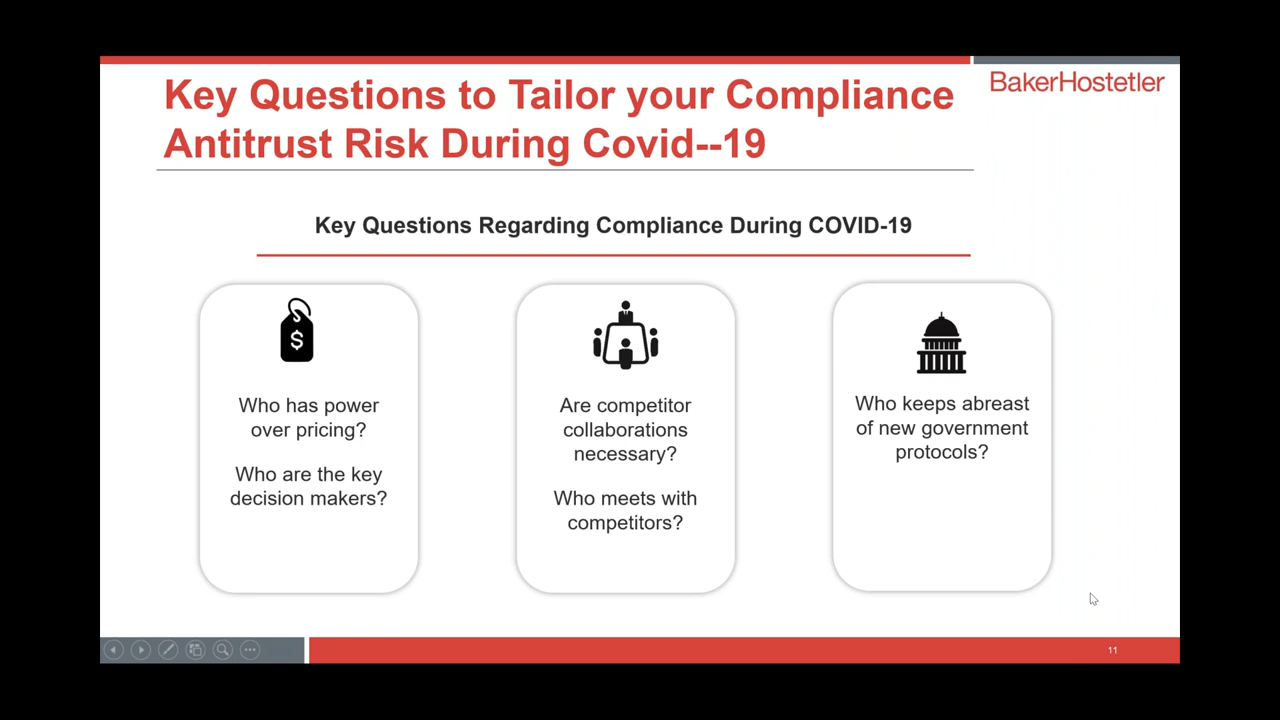 Key Questions to Tailor your Compliance
Antitrust Risk During Covid--19
BakerHostetler
Key Questions Regarding Compliance During COVID-19
$
Who has power
over pricing?
Who are the key
decision makers?
Are competitor
collaborations
necessary?
Who meets with
competitors?
Who keeps abreast
of new government
protocols?
11